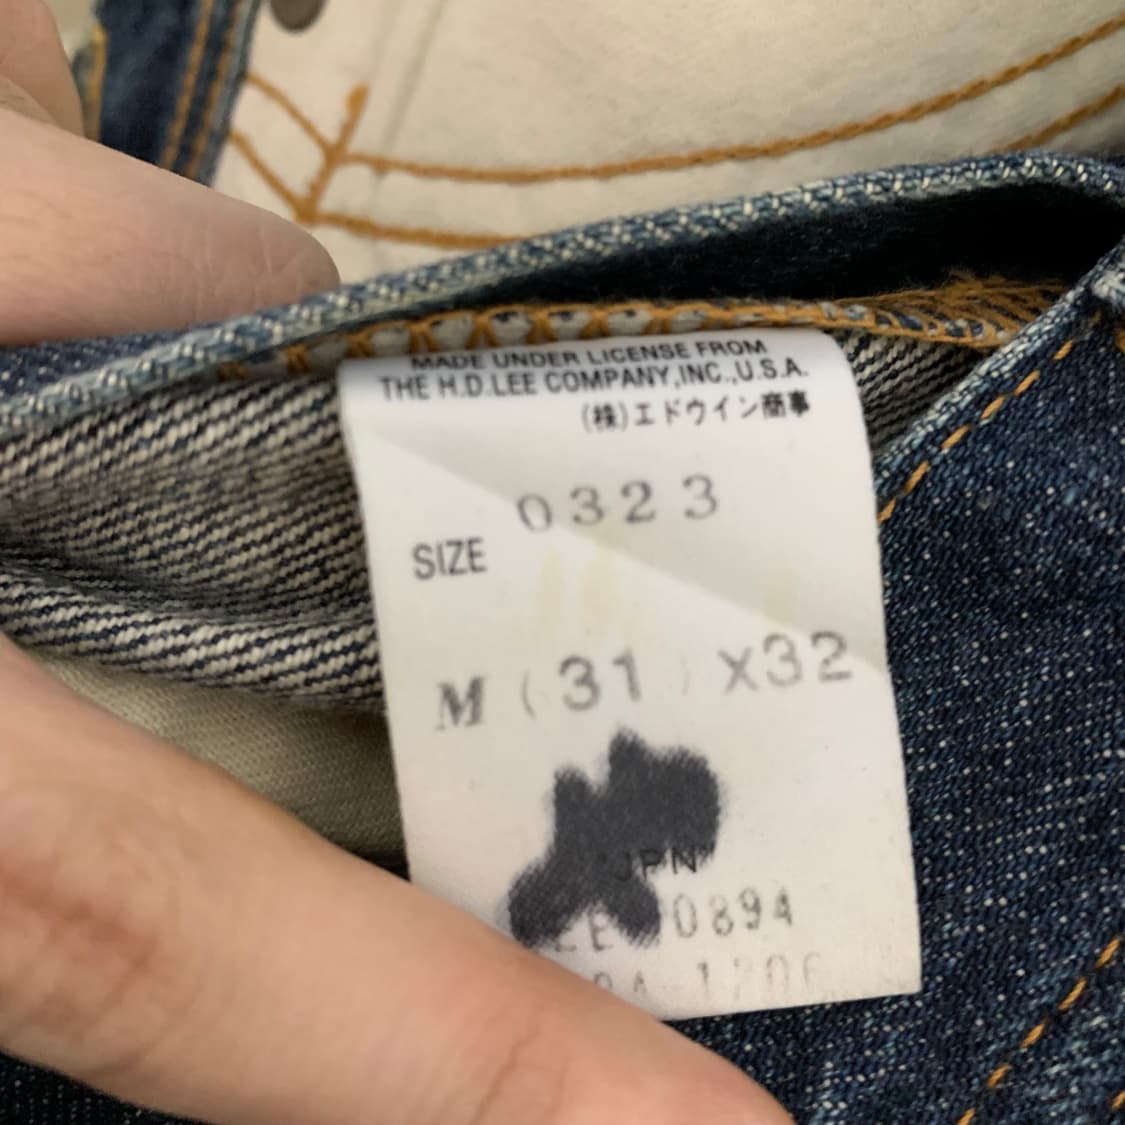 MADE UNDER LICENSE FROM
THE H.D.LEE COMPANY,INC.,U.S.A.
(株)エドウイン商事
0323
SIZE
M (31) X32
JPN
0894